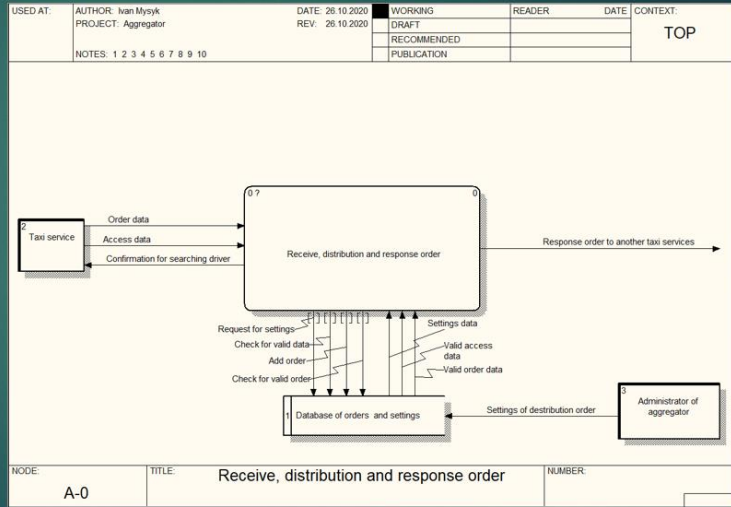 USED AT:
AUTHOR: Ivan Mysyk
DATE: 26.10.2020
WORKING
READER
DATE
CONTEXT:
PROJECT: Aggregator
REV: 26.10.2020
DRAFT
TOP
RECOMMENDED
NOTES: 1 2 3 4 5 6 7 8 9 10
PUBLICATION
0 ?
0
2
Taxi service
Order data
Access data
Confirmation for searching driver
Receive, distribution and response order
Response order to another taxi services
Request for settings
Check for valid data
Add order
Check for valid order
Settings data
Valid access
data
Valid order data
1
Database of orders and settings
Settings of destribution order
3
Administrator of
aggregator
NODE:
TITLE:
Receive, distribution and response order
NUMBER:
A-0